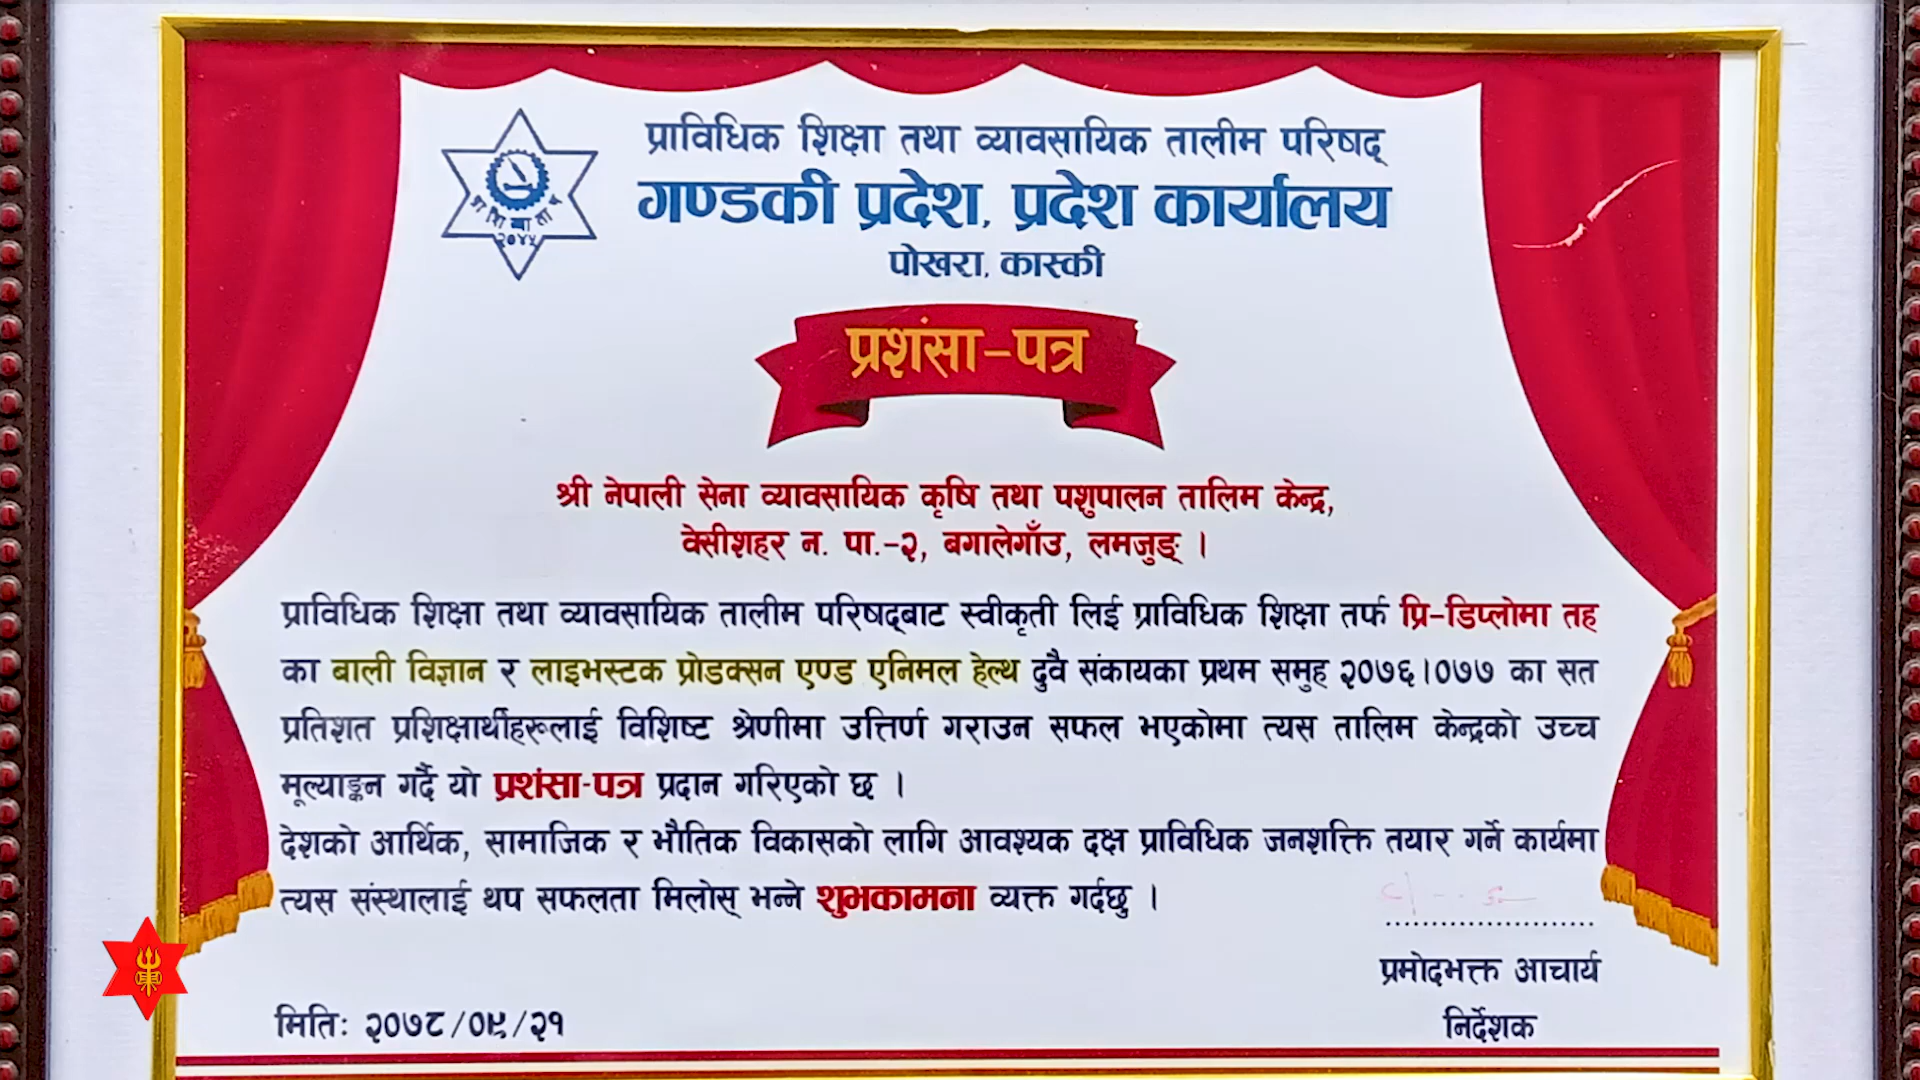 प्राविधिक शिक्षा तथा व्यावसायिक तालीम परिषद्
गण्डकी प्रदेश, प्रदेश कार्यालय
पोखरा, कास्की
२०४५
प्रशंसा-पत्र
श्री नेपाली सेना व्यावसायिक कृषि तथा पशुपालन तालिम केन्द्र,
वेसीशहर न. पा.-२, बगालेगाँउ, लमजुङ् ।
प्राविधिक शिक्षा तथा व्यावसायिक तालीम परिषद्बाट स्वीकृती लिई प्राविधिक शिक्षा तर्फ प्रि-डिप्लोमा तह
का बाली विज्ञान र लाइभस्टक प्रोडक्सन एण्ड एनिमल हेल्थ दुवै संकायका प्रथम समुह २०७६।०७७ का सत
प्रतिशत प्रशिक्षार्थीहरूलाई विशिष्ट श्रेणीमा उत्तिर्ण गराउन सफल भएकोमा त्यस तालिम केन्द्रको उच्च
मूल्याङ्कन गर्दै यो प्रशंसा-पत्र प्रदान गरिएको छ ।
देशको आर्थिक, सामाजिक र भौतिक विकासको लागि आवश्यक दक्ष प्राविधिक जनशक्ति तयार गर्ने कार्यमा
त्यस संस्थालाई थप सफलता मिलोस् भन्ने शुभकामना व्यक्त गर्दछु ।
प्रमोदभक्त आचार्य
निर्देशक
मितिः २०७८/०९/२१